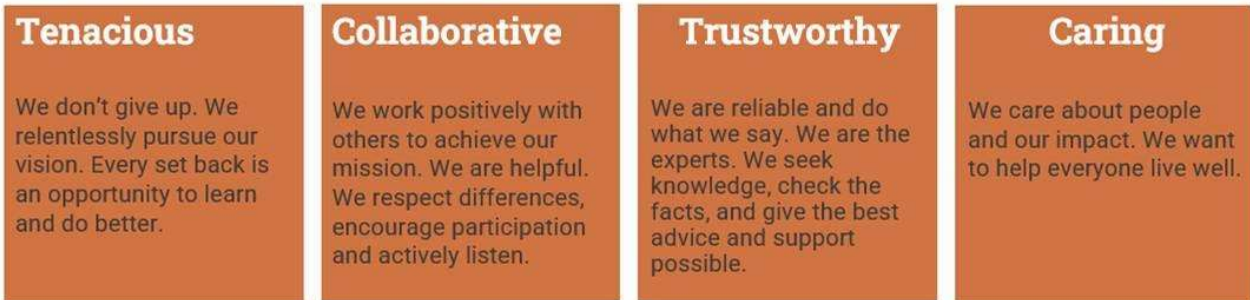 Tenacious
We don't give up. We
relentlessly pursue our
vision. Every set back is
an opportunity to learn
and do better.
Collaborative
We work positively with
others to achieve our
mission. We are helpful.
We respect differences,
encourage participation
and actively listen.
Trustworthy
We are reliable and do
what we say. We are the
experts. We seek
knowledge, check the
facts, and give the best
advice and support
possible.
Caring
We care about people
and our impact. We want
to help everyone live well.